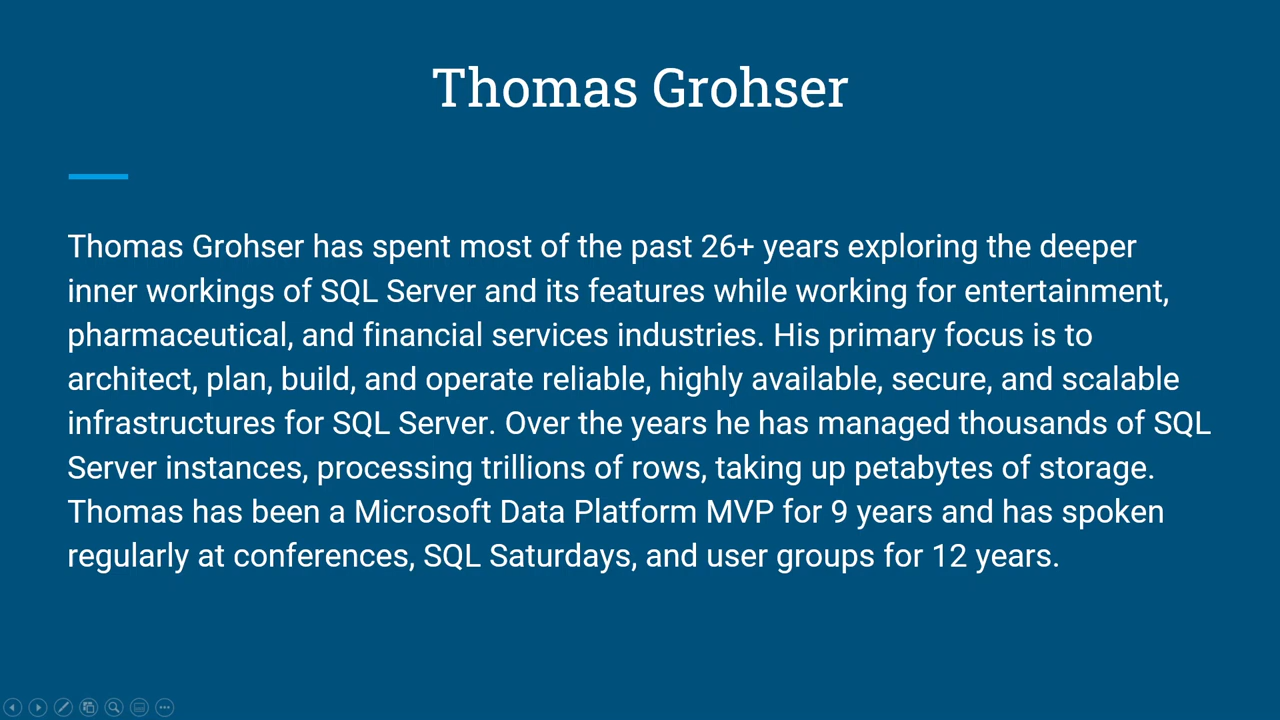 Thomas Grohser
Thomas Grohser has spent most of the past 26+ years exploring the deeper
inner workings of SQL Server and its features while working for entertainment,
pharmaceutical, and financial services industries. His primary focus is to
architect, plan, build, and operate reliable, highly available, secure, and scalable
infrastructures for SQL Server. Over the years he has managed thousands of SQL
Server instances, processing trillions of rows, taking up petabytes of storage.
Thomas has been a Microsoft Data Platform MVP for 9 years and has spoken
regularly at conferences, SQL Saturdays, and user groups for 12 years.